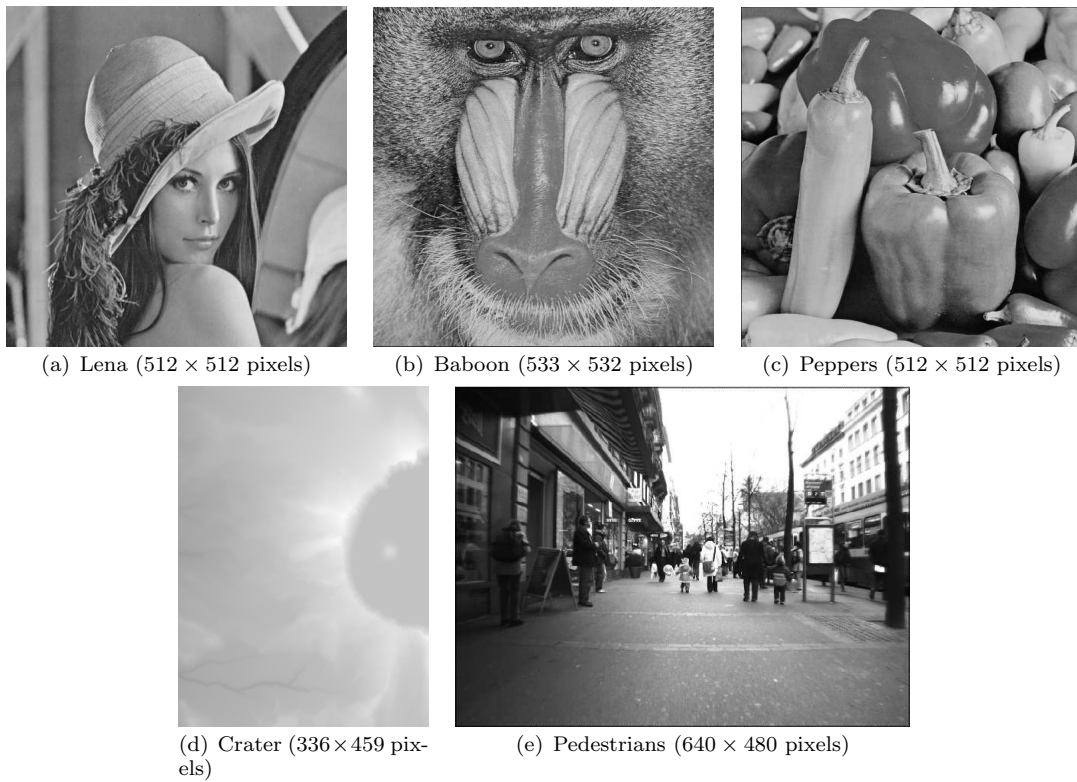 (a) Lena (512 × 512 pixels)
(b) Baboon (533 × 532 pixels)
(c) Peppers (512 × 512 pixels)
(d) Crater (336×459 pix-
els)
(e) Pedestrians (640 × 480 pixels)